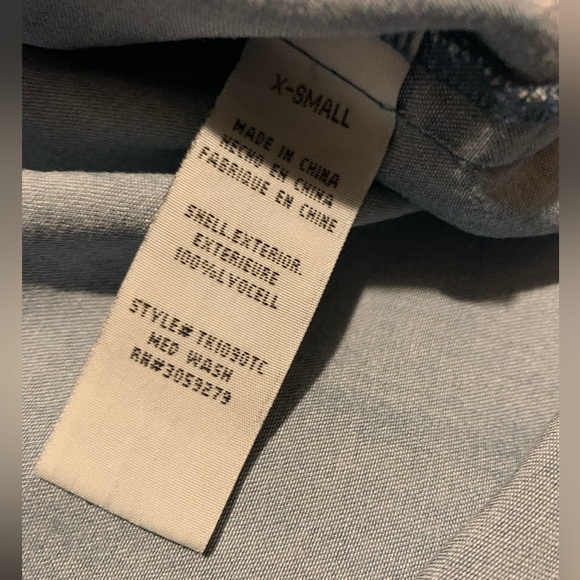 X-SMALL
MADE IN CHINA
HECHO EN CHINA
FABRIQUE EN CHINE
SHELL.EXTERIOR.
EXTERIEURE
100%LYOCELL
STYLE# TK1090TC
MED WASH
RN#3059279